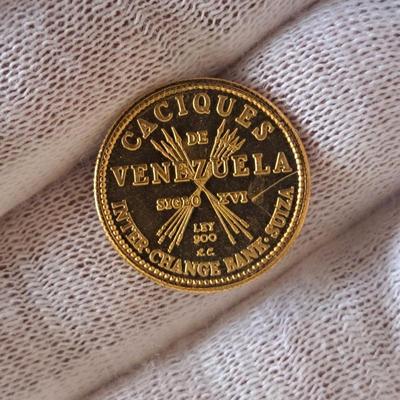 CACIQUES
DE
VENEZUELA
SIGLO XVI
LEY
900
INTER-CHANGE BANK-SUIZA